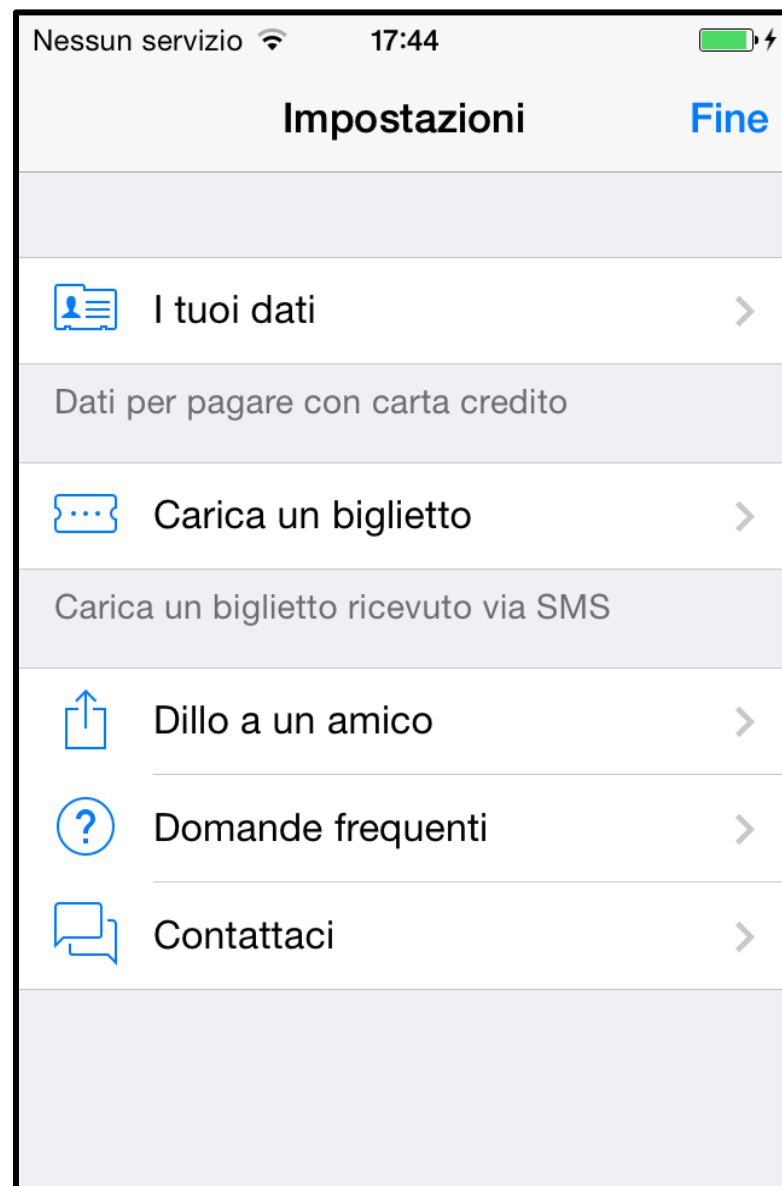 Nessun servizio 17:44
Impostazioni Fine
I tuoi dati
Dati per pagare con carta credito
Carica un biglietto
Carica un biglietto ricevuto via SMS
Dillo a un amico
? Domande frequenti
Contattaci